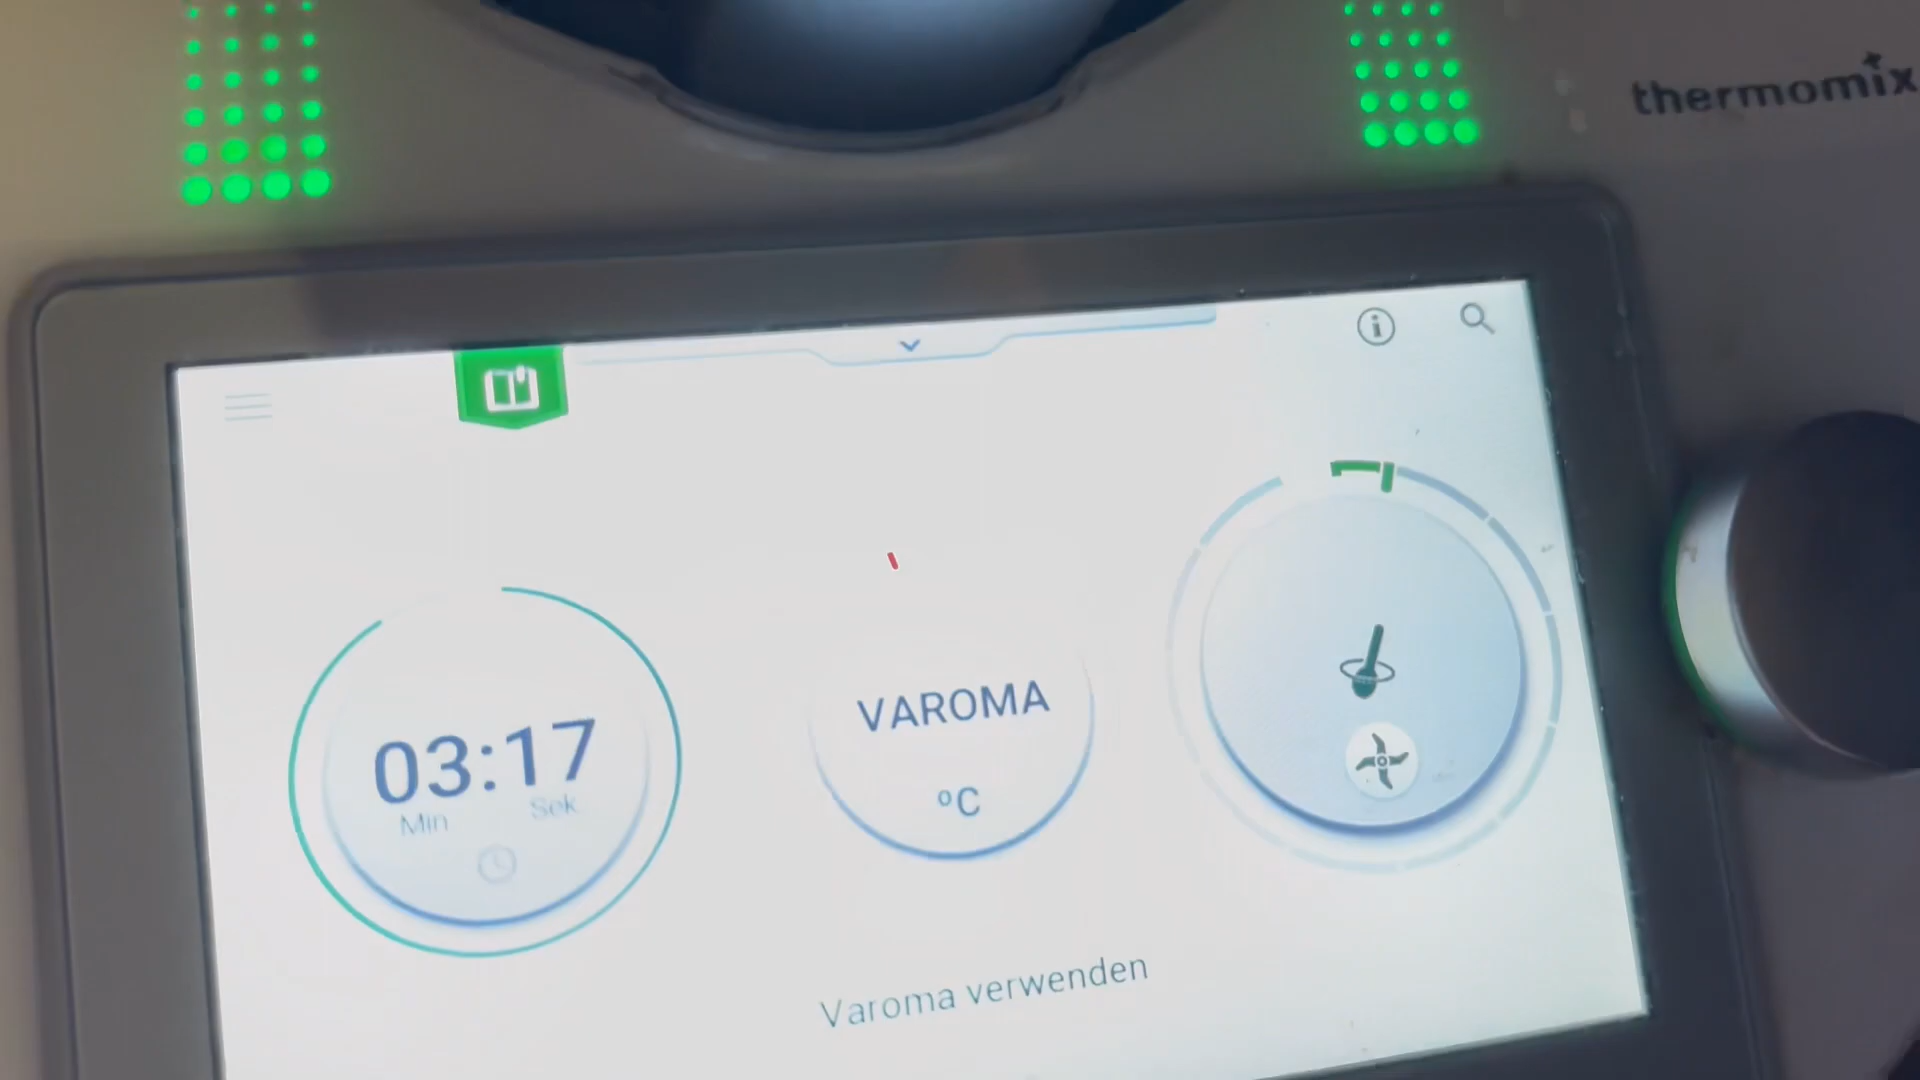 thermomix
03:17
Min Sek
VAROMA
°C
Varoma verwenden